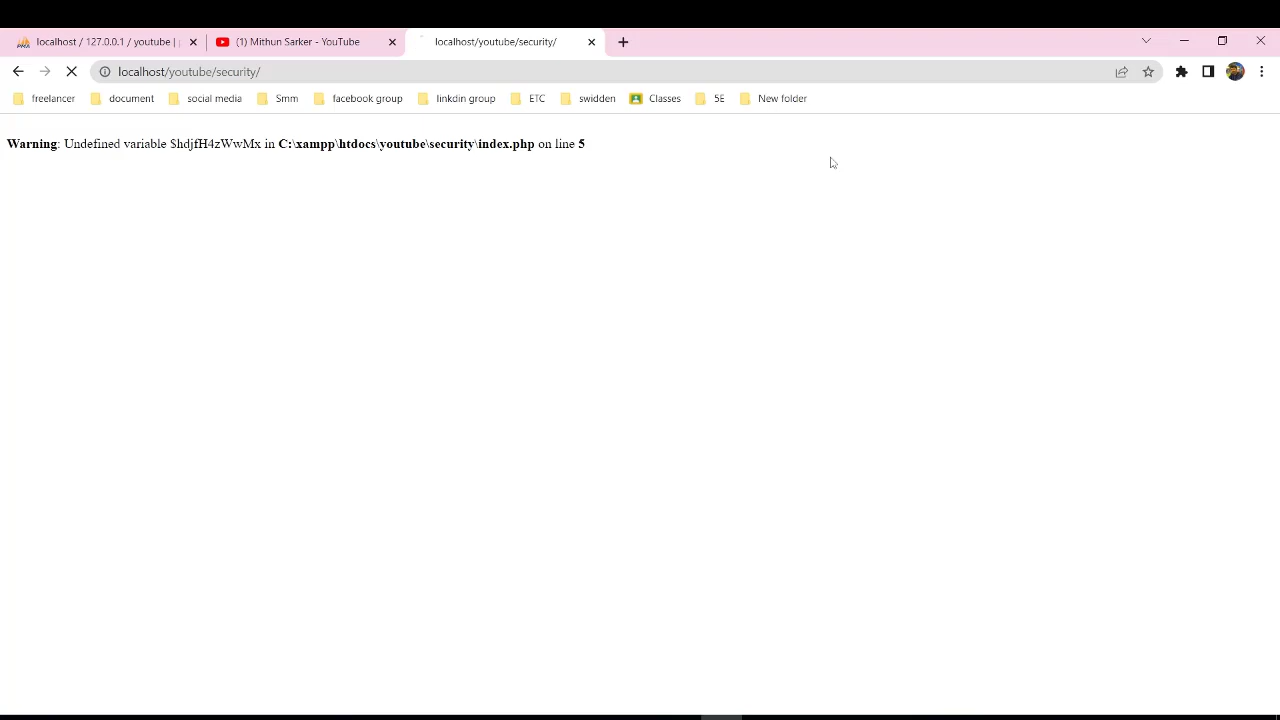 localhost / 127.0.0.1 / youtube |
(1) Mithun Sarker - YouTube
localhost/youtube/security/
localhost/youtube/security/
freelancer
document
social media
Smm
facebook group
linkdin group
ETC
swidden
Classes
5E
New folder
Warning: Undefined variable $hdjfH4zWwMx in C:\xampp\htdocs\youtube\security\index.php on line 5